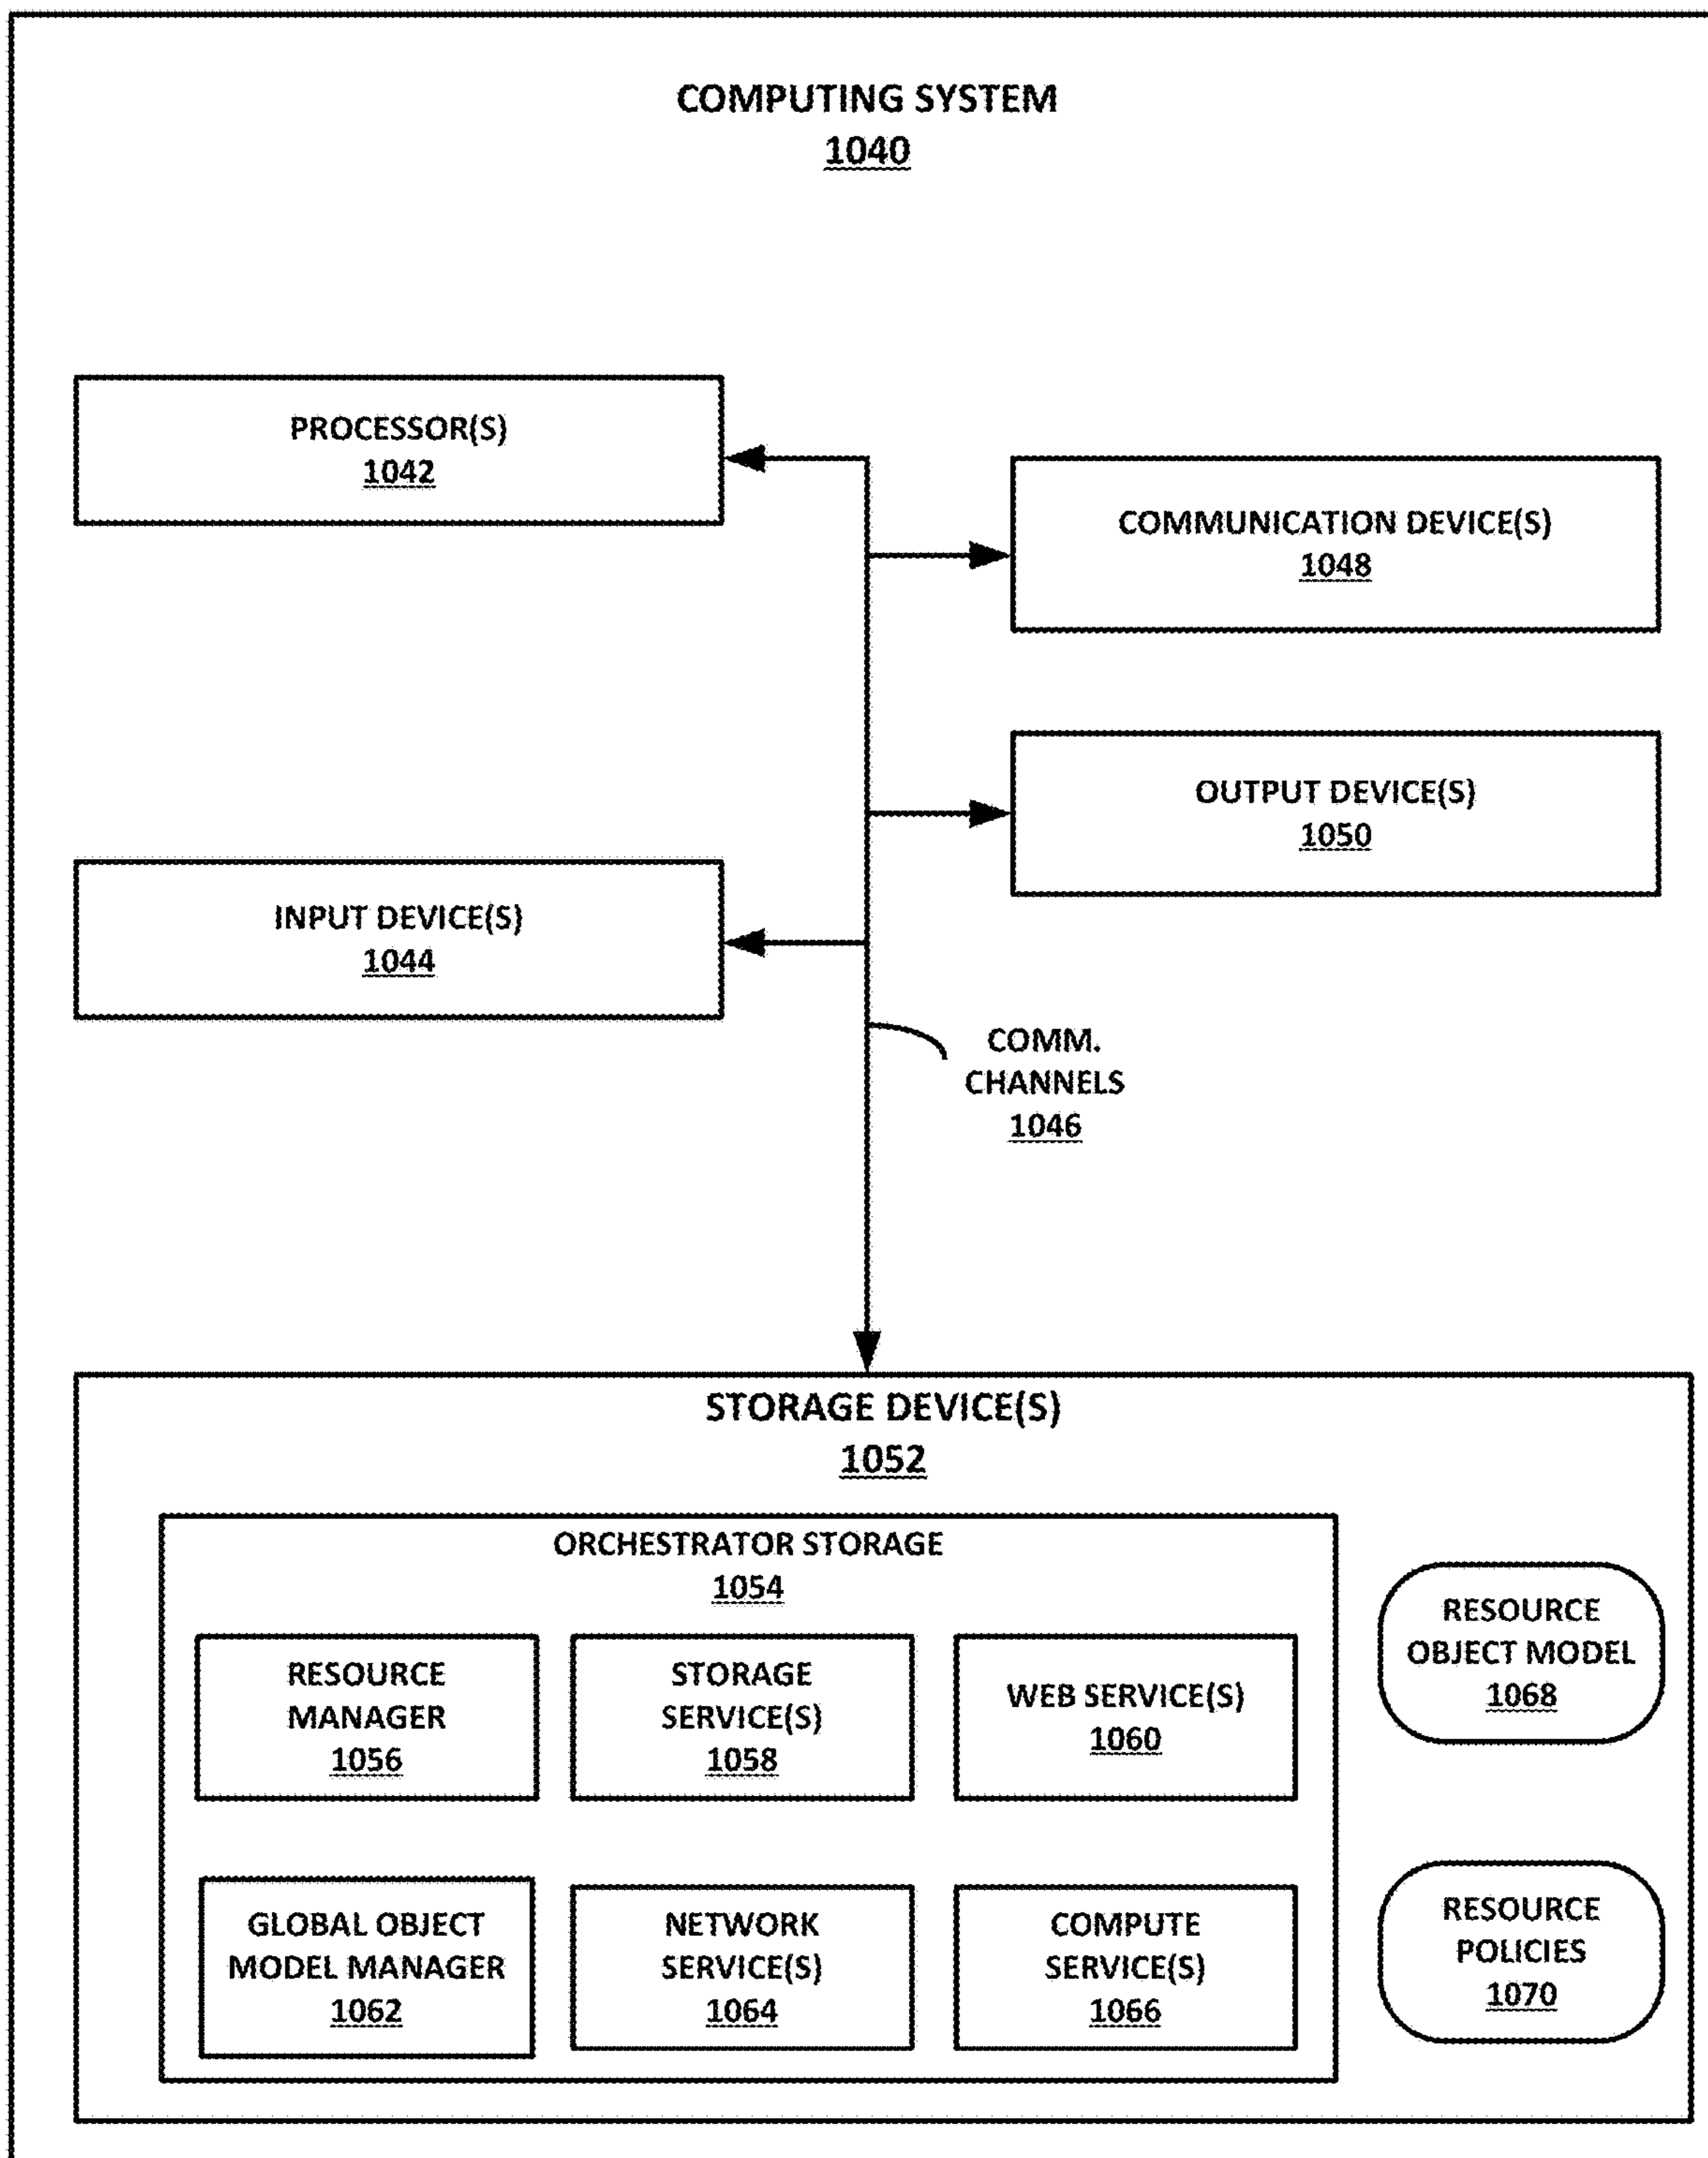 COMPUTING SYSTEM
1040
PROCESSOR(S)
1042
COMMUNICATION DEVICE(S)
1048
OUTPUT DEVICE(S)
1050
INPUT DEVICE(S)
1044
COMM.
CHANNELS
1046
STORAGE DEVICE(S)
1052
ORCHESTRATOR STORAGE
1054
RESOURCE
MANAGER
1056
STORAGE
SERVICE(S)
1058
WEB SERVICE(S)
1060
RESOURCE
OBJECT MODEL
1068
GLOBAL OBJECT
MODEL MANAGER
1062
NETWORK
SERVICE(S)
1064
COMPUTE
SERVICE(S)
1066
RESOURCE
POLICIES
1070